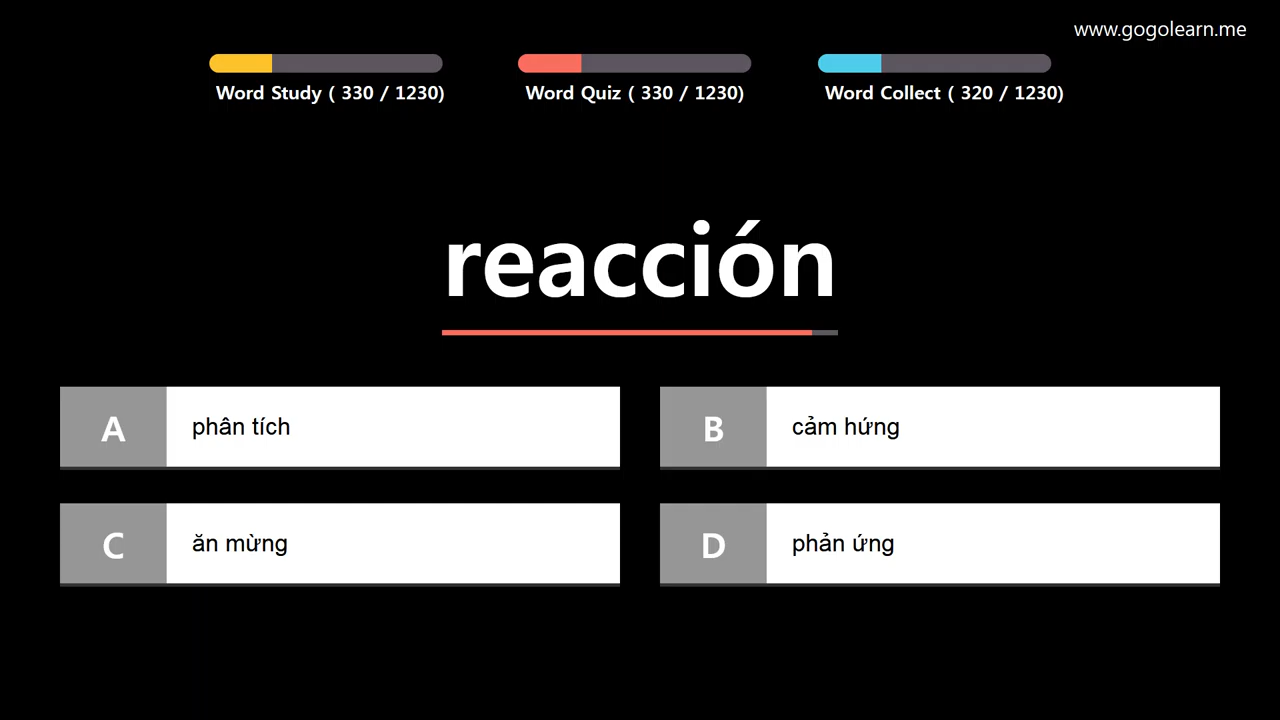 www.gogolearn.me
Word Study ( 330 / 1230)
Word Quiz ( 330 / 1230)
Word Collect ( 320 / 1230)
reacción
A phân tích
B cảm hứng
C ăn mừng
D phản ứng